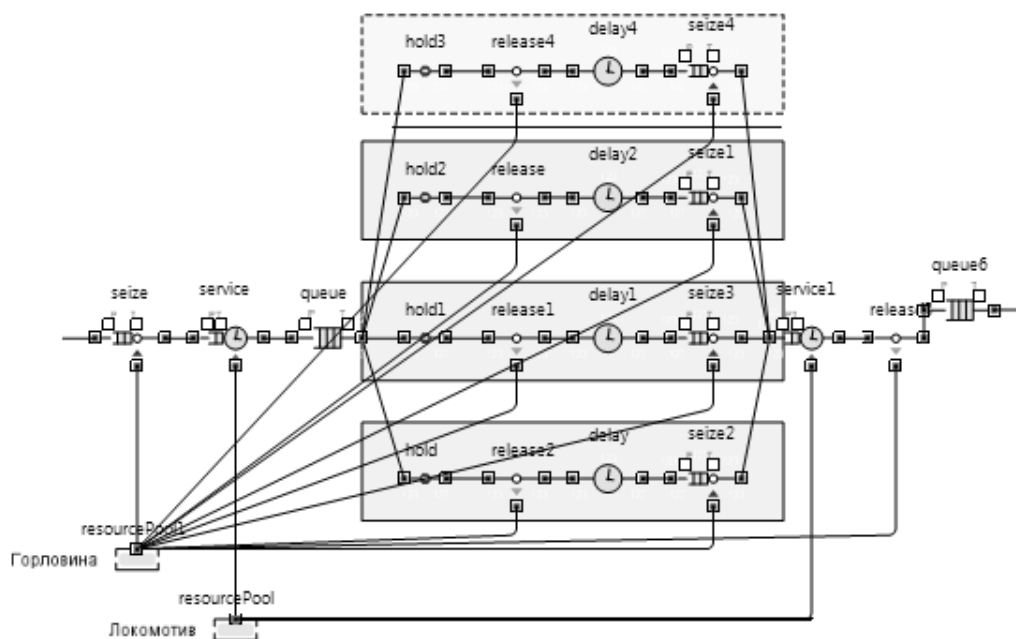 seize4
hold3 release4 delay4
hold2 release delay2 seize1
queue6
seize service queue hold1 release1 delay1 seize3 service1
releas
hold release2 delay seize2
resourcePool1
Горловина
resourcePool
Локомотив